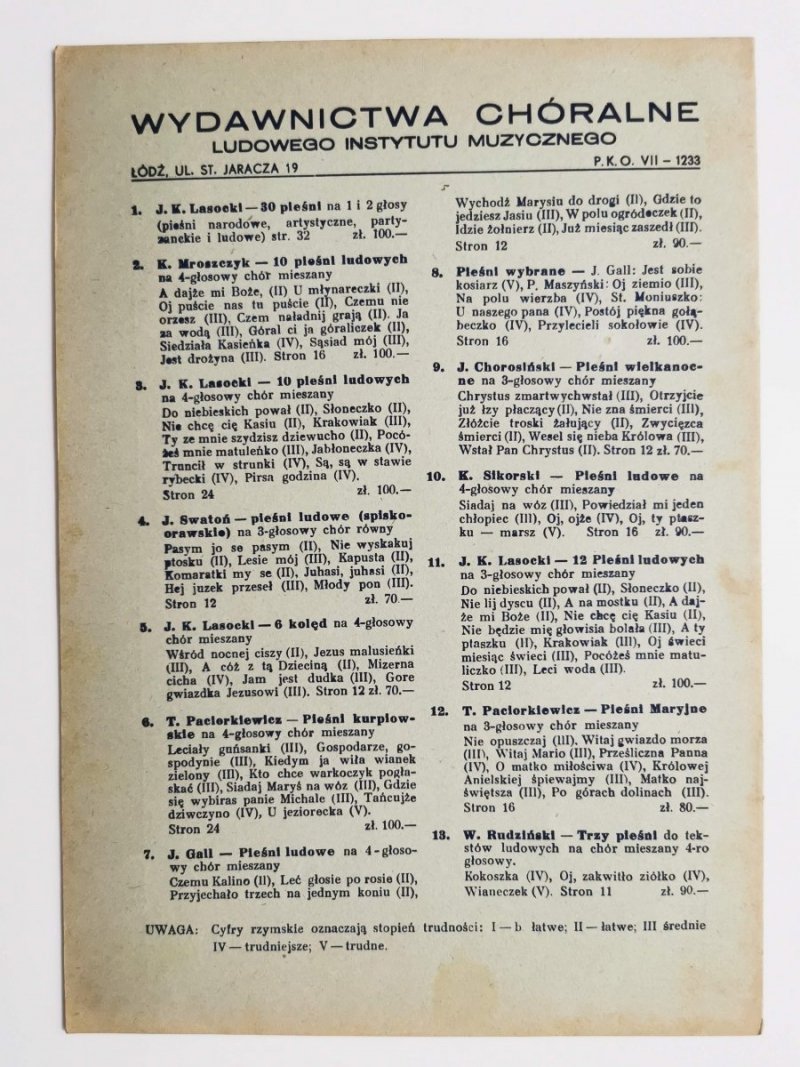 WYDAWNICTWA CHÓRALNE
LUDOWEGO INSTYTUTU MUZYCZNEGO
ŁÓDŹ, UL. ST. JARACZA 19 P.K.O. VII – 1233
1. J. K. Lasocki — 30 pieśni na 1 i 2 głosy
(pieśni narodowe, artystyczne, party-
zanckie i ludowe) str. 32 zł. 100.—
2. K. Mroszczyk — 10 pieśni ludowych
na 4-głosowy chór mieszany
A dajże mi Boże, (II) U młynareczki (II),
Oj puście nas tu puście (II), Czemu nie
orzesz (III), Czem naładnij grają (II). Ja
za wodą (III), Góral ci ja góraliczek (II),
Siedziała Kasieńka (IV), Sąsiad mój (III),
Jest drożyna (III). Stron 16 zł. 100.—
3. J. K. Lasocki — 10 pieśni ludowych
na 4-głosowy chór mieszany
Do niebieskich pował (II), Słoneczko (II),
Nie chcę cię Kasiu (II), Krakowiak (III),
Ty ze mnie szydzisz dziewucho (II), Pocó-
żeś mnie matuleńko (III), Jabłoneczka (IV),
Truncił w strunki (IV), Są, są w stawie
rybecki (IV), Pirsa godzina (IV).
Stron 24 zł. 100.—
4. J. Swatoń — pieśni ludowe (spisko-
orawskie) na 3-głosowy chór równy
Pasym jo se pasym (II), Nie wyskakuj
ptosku (II), Lesie mój (III), Kapusta (II),
Komaratki my se (II), Juhasi, juhasi (II),
Hej juzek przeseł (III), Młody pon (III).
Stron 12 zł. 70.—
5. J. K. Lasocki — 6 kolęd na 4-głosowy
chór mieszany
Wśród nocnej ciszy (II), Jezus malusieński
(III), A cóż z tą Dzieciną (II), Mizerna
cicha (IV), Jam jest dudka (III), Gore
gwiazdka Jezusowi (III). Stron 12 zł. 70.—
6. T. Paciorkiewicz — Pieśni kurpiow-
skie na 4-głosowy chór mieszany
Leciały guńsanki (III), Gospodarze, go-
spodynie (III), Kiedym ja wiła wianek
zielony (III), Kto chce warkoczyk pogła-
skać (III), Siadaj Maryś na wóz (III), Gdzie
się wybiras panie Michale (III), Tańcujże
dziwczyno (IV), U jeziorecka (V).
Stron 24 zł. 100.—
7. J. Gall — Pieśni ludowe na 4-głoso-
wy chór mieszany
Czemu Kalino (II), Leć głosie po rosie (II),
Przyjechało trzech na jednym koniu (II),
Wychodź Marysiu do drogi (II), Gdzie to
jedziesz Jasiu (III), W polu ogródeczek (II),
Idzie żołnierz (II), Już miesiąc zaszedł (III).
Stron 12 zł. 90.—
8. Pieśni wybrane — J. Gall: Jest sobie
kosiarz (V), P. Maszyński: Oj ziemio (III),
Na polu wierzba (IV), St. Moniuszko:
U naszego pana (IV), Postój piękna gołą-
beczko (IV), Przylecieli sokołowie (IV).
Stron 16 zł. 100.—
9. J. Chorosiński — Pieśni wielkanoc-
ne na 3-głosowy chór mieszany
Chrystus zmartwychwstał (III), Otrzyjcie
już łzy płaczący (II), Nie zna śmierci (III),
Złóżcie troski żałujący (II), Zwycięzca
śmierci (II), Wesel się nieba Królowa (III),
Wstał Pan Chrystus (II). Stron 12 zł. 70.—
10. K. Sikorski — Pieśni ludowe na
4-głosowy chór mieszany
Siadaj na wóz (III), Powiedział mi jeden
chłopiec (III), Oj, ojże (IV), Oj, ty ptasz-
ku — marsz (V). Stron 16 zł. 90.—
11. J. K. Lasocki — 12 Pieśni ludowych
na 3-głosowy chór mieszany
Do niebieskich pował (II), Słoneczko (II),
Nie lij dyscu (II), A na mostku (II), A daj-
że mi Boże (II), Nie chcę cię Kasiu (II),
Nie będzie mię głowisia bolała (III), A ty
ptaszku (II), Krakowiak (III), Oj świeci
miesiąc świeci (III), Pocóżeś mnie matu-
liczko (III), Leci woda (III).
Stron 12 zł. 100.—
12. T. Paciorkiewicz — Pieśni Maryjne
na 3-głosowy chór mieszany
Nie opuszczaj (III), Witaj gwiazdo morza
(III), Witaj Mario (III), Prześliczna Panna
(IV), O matko miłościwa (IV), Królowej
Anielskiej śpiewajmy (III), Matko naj-
świętsza (III), Po górach dolinach (III).
Stron 16 zł. 80.—
13. W. Rudziński — Trzy pieśni do tek-
stów ludowych na chór mieszany 4-ro
głosowy.
Kokoszka (IV), Oj, zakwitło ziółko (IV),
Wianeczek (V). Stron 11 zł. 90.—
UWAGA: Cyfry rzymskie oznaczają stopień trudności: I — b łatwe; II — łatwe; III średnie
IV — trudniejsze; V — trudne.